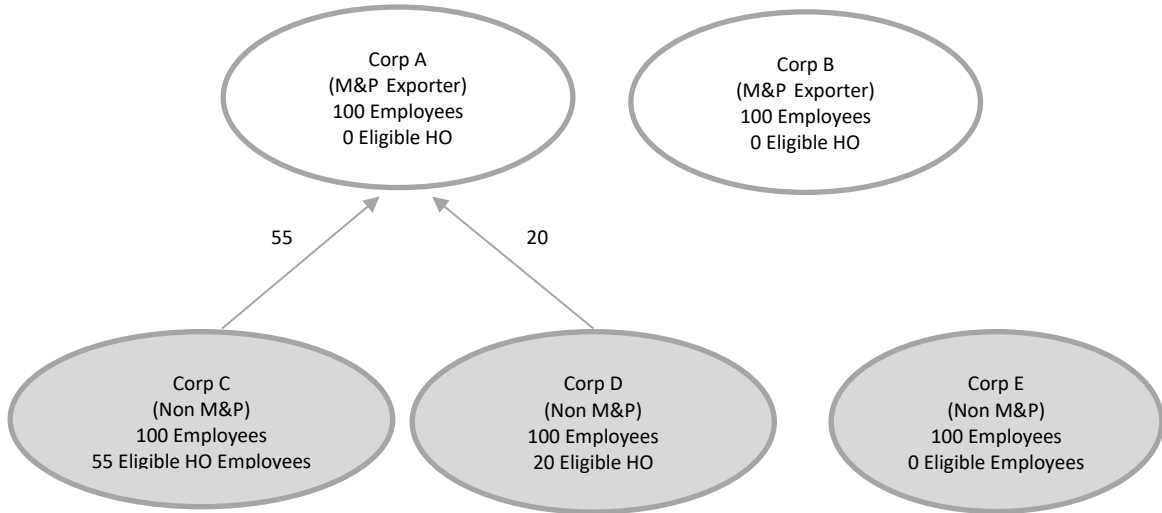 Corp A
(M&P Exporter)
100 Employees
0 Eligible HO
Corp B
(M&P Exporter)
100 Employees
0 Eligible HO
55
20
Corp C
(Non M&P)
100 Employees
55 Eligible HO Employees
Corp D
(Non M&P)
100 Employees
20 Eligible HO
Corp E
(Non M&P)
100 Employees
0 Eligible Employees